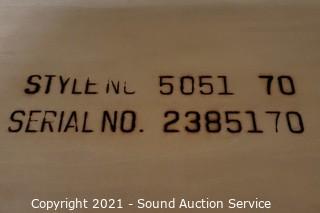 STYLE NO 5051 70
SERIAL NO. 2385170
Copyright 2021 - Sound Auction Service